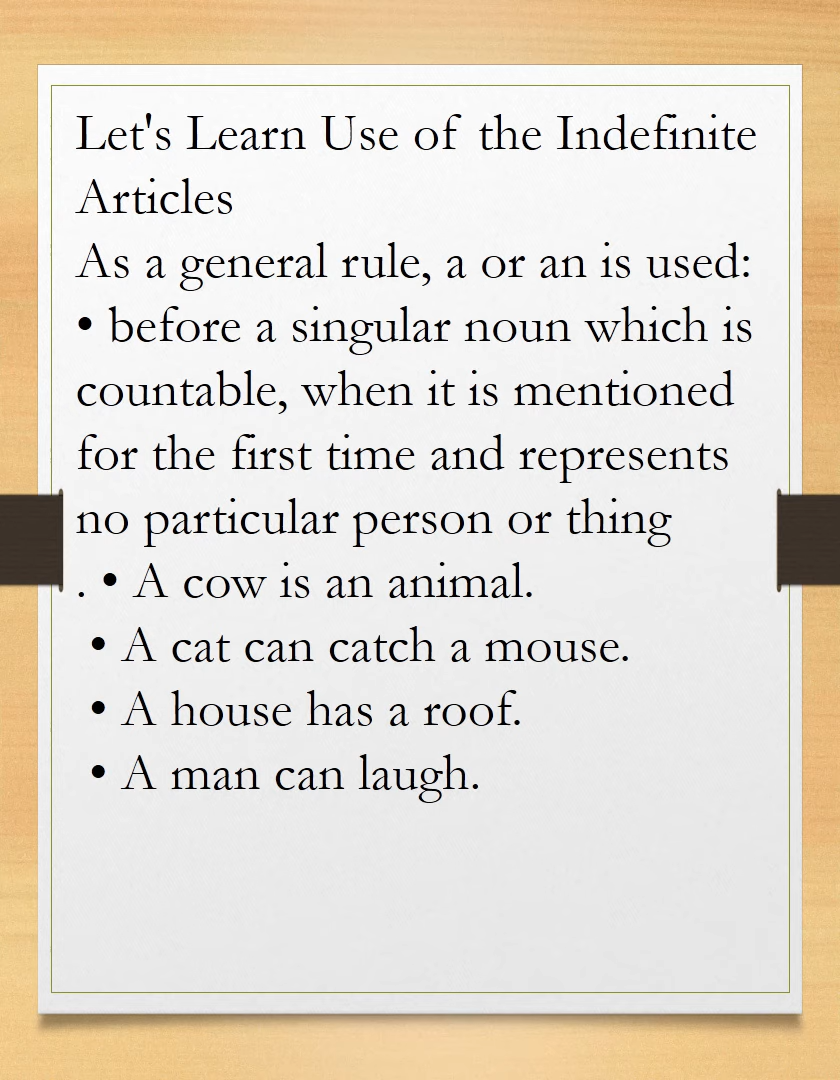 Let's Learn Use of the Indefinite
Articles
As a general rule, a or an is used:
• before a singular noun which is
countable, when it is mentioned
for the first time and represents
no particular person or thing
. • A cow is an animal.
• A cat can catch a mouse.
• A house has a roof.
• A man can laugh.